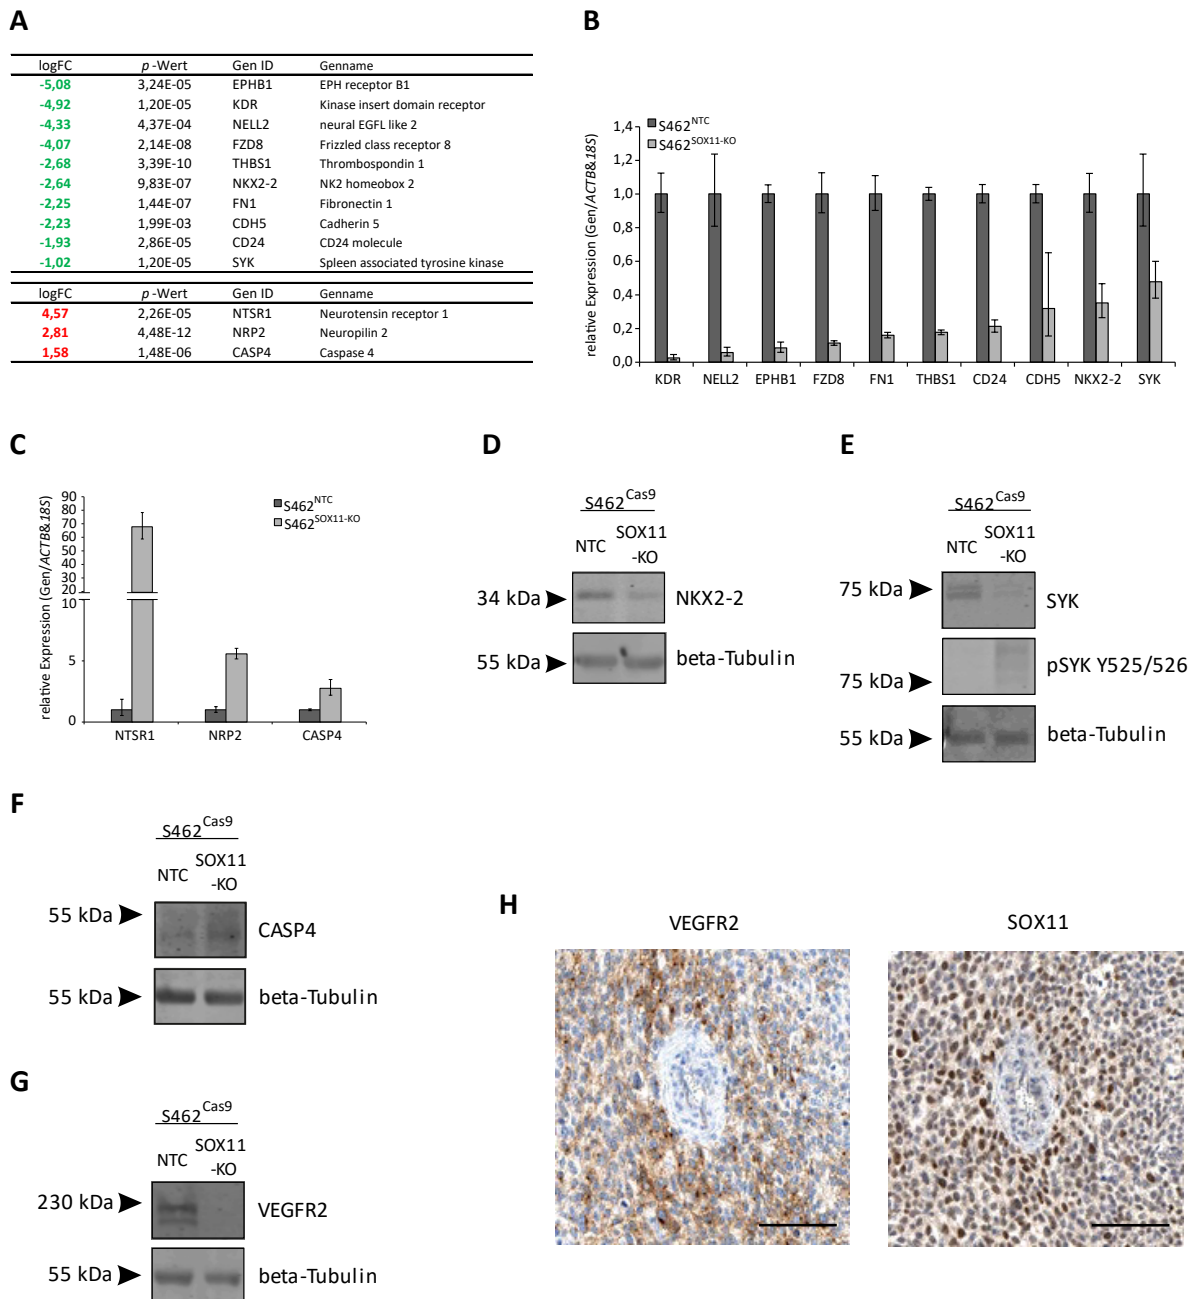 A
logFC p -Wert Gen ID Genname
-5,08 3,24E-05 EPHB1 EPH receptor B1
-4,92 1,20E-05 KDR Kinase insert domain receptor
-4,33 4,37E-04 NELL2 neural EGFL like 2
-4,07 2,14E-08 FZD8 Frizzled class receptor 8
-2,68 3,39E-10 THBS1 Thrombospondin 1
-2,64 9,83E-07 NKX2-2 NK2 homeobox 2
-2,25 1,44E-07 FN1 Fibronectin 1
-2,23 1,99E-03 CDH5 Cadherin 5
-1,93 2,86E-05 CD24 CD24 molecule
-1,02 1,20E-05 SYK Spleen associated tyrosine kinase
logFC p -Wert Gen ID Genname
4,57 2,26E-05 NTSR1 Neurotensin receptor 1
2,81 4,48E-12 NRP2 Neuropilin 2
1,58 1,48E-06 CASP4 Caspase 4
B
relative Expression (Gen/ACTB&18S)
S462NTC
S462SOX11-KO
1,4
1,2
1,0
0,8
0,6
0,4
0,2
0,0
KDR NELL2 EPHB1 FZD8 FN1 THBS1 CD24 CDH5 NKX2-2 SYK
C
relative Expression (Gen/ACTB&18S)
S462NTC
S462SOX11-KO
90
80
70
60
50
40
30
20
10
5
0
NTSR1 NRP2 CASP4
D
S462Cas9
NTC SOX11
-KO
34 kDa NKX2-2
55 kDa beta-Tubulin
E
S462Cas9
NTC SOX11
-KO
75 kDa SYK
75 kDa pSYK Y525/526
55 kDa beta-Tubulin
F
S462Cas9
NTC SOX11
-KO
55 kDa CASP4
55 kDa beta-Tubulin
G
S462Cas9
NTC SOX11
-KO
230 kDa VEGFR2
55 kDa beta-Tubulin
H
VEGFR2 SOX11